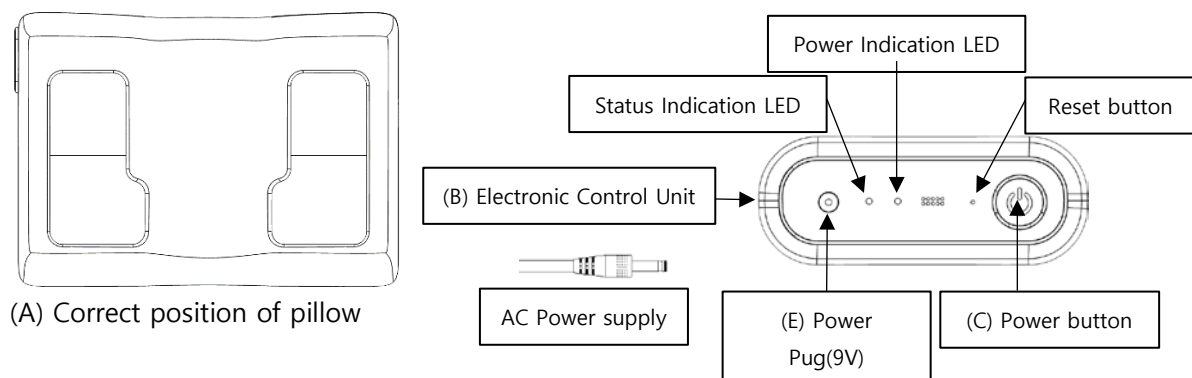 Power Indication LED
Status Indication LED
Reset button
(B) Electronic Control Unit
(A) Correct position of pillow
AC Power supply
(E) Power
Pug(9V)
(C) Power button